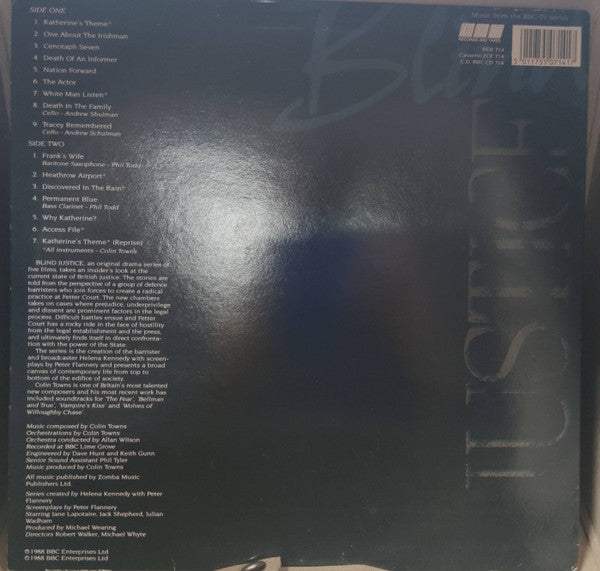 SIDE ONE
1. Katherine's Theme*
2. One About The Irishman
3. Cenotaph Seven
4. Death Of An Informer
5. Nation Forward
6. The Actor
7. White Man Listen*
8. Death In The Family
Cello - Andrew Shulman
9. Tracey Remembered
Cello - Andrew Schulman
SIDE TWO
1. Frank's Wife
Baritone Saxophone - Phil Todd
2. Heathrow Airport*
3. Discovered In The Rain*
4. Permanent Blue
Bass Clarinet - Phil Todd
5. Why Katherine?
6. Access File*
7. Katherine's Theme* (Reprise)
*All instruments - Colin Towns
BLIND JUSTICE, an original drama series of
five films, takes an insider's look at the
current state of British justice. The stories are
told from the perspective of a group of defence
barristers who join forces to create a radical
practice at Fetter Court. The new chambers
takes on cases where prejudice, underprivilege
and dissent are prominent factors in the legal
process. Difficult battles ensue and Fetter
Court has a rocky ride in the face of hostility
from the legal establishment and the press,
and ultimately finds itself in direct confronta-
tion with the power of the State.
The series is the creation of the barrister
and broadcaster Helena Kennedy with screen-
plays by Peter Flannery and presents a broad
canvas of contemporary life from top to
bottom of the edifice of society.
Colin Towns is one of Britain's most talented
new composers and his most recent work has
included soundtracks for 'The Fear', 'Bellman
and True', 'Vampire's Kiss' and 'Wolves of
Willoughby Chase'.
Music composed by Colin Towns
Orchestrations by Colin Towns
Orchestra conducted by Allan Wilson
Recorded at BBC Lime Grove
Engineered by Dave Hunt and Keith Gunn
Senior Sound Assistant Phil Tyler
Music produced by Colin Towns
All music published by Zomba Music
Publishers Ltd.
Series created by Helena Kennedy with Peter
Flannery
Screenplays by Peter Flannery
Starring Jane Lapotaire, Jack Shepherd, Julian
Wadham
Produced by Michael Wearing
Directors Robert Walker, Michael Whyte
℗ 1988 BBC Enterprises Ltd
© 1988 BBC Enterprises Ltd
Music from the BBC TV series
BBC
RECORDS AND TAPES
REB 714
Cassette ZCF 714
C.D. BBC CD 714
5 011755 071417
Blind
JUSTICE